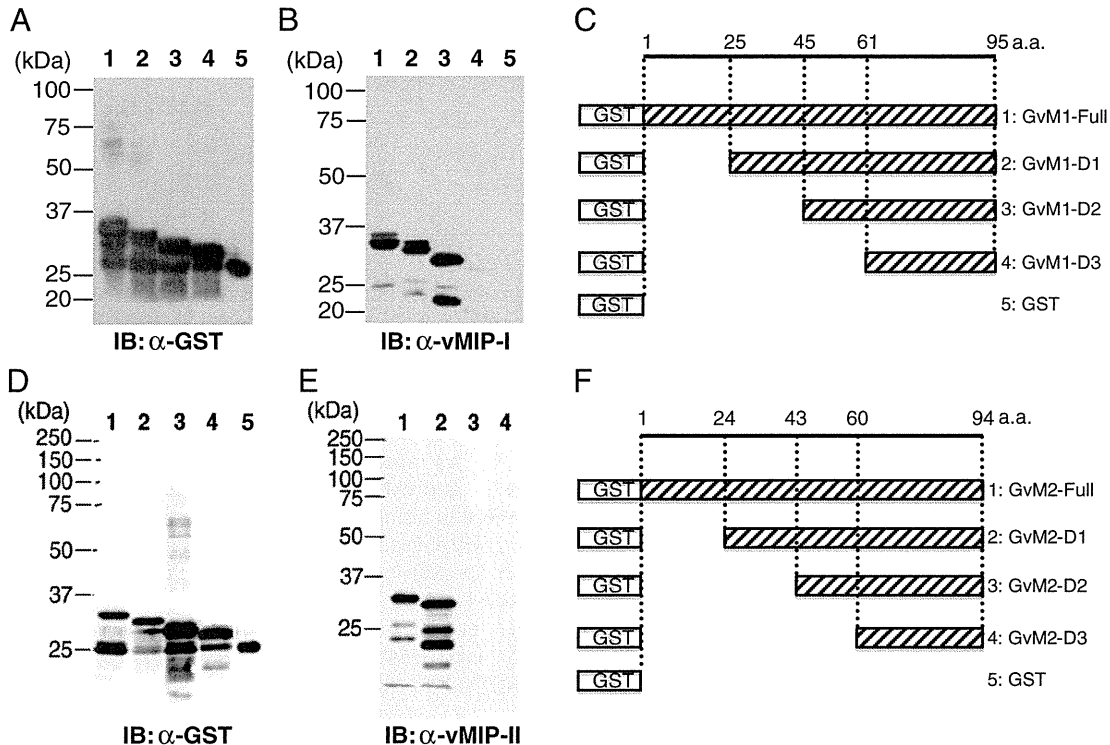 A
(kDa) 1 2 3 4 5
100
75
50
37
25
20
IB: α-GST
B
(kDa) 1 2 3 4 5
100
75
50
37
25
20
IB: α-vMIP-I
C
1 25 45 61 95 a.a.
GST 1: GvM1-Full
GST 2: GvM1-D1
GST 3: GvM1-D2
GST 4: GvM1-D3
GST 5: GST
D
(kDa) 1 2 3 4 5
250
150
100
75
50
37
25
IB: α-GST
E
(kDa) 1 2 3 4
250
150
100
75
50
37
25
IB: α-vMIP-II
F
1 24 43 60 94 a.a.
GST 1: GvM2-Full
GST 2: GvM2-D1
GST 3: GvM2-D2
GST 4: GvM2-D3
GST 5: GST